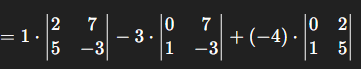 = 1 · |2 7; 5 −3| − 3 · |0 7; 1 −3| + (−4) · |0 2; 1 5|